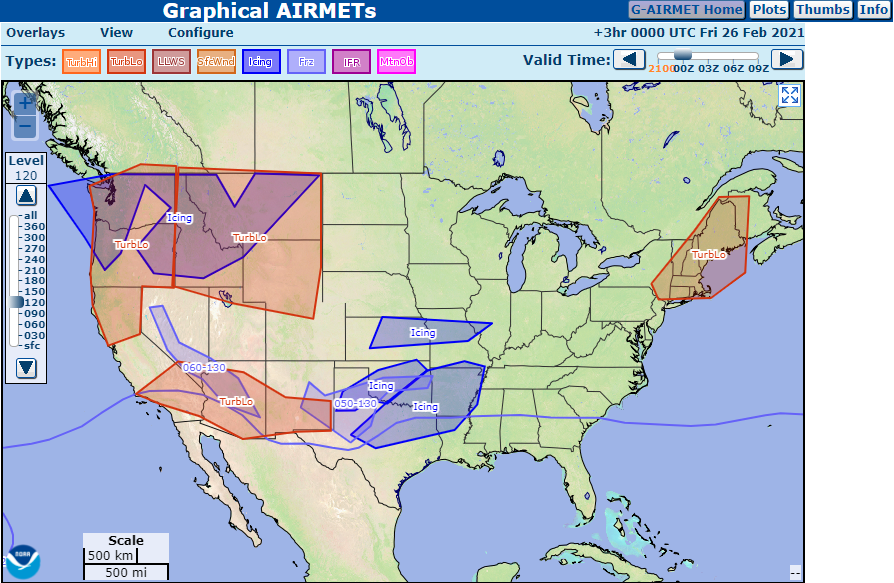 Graphical AIRMETs
G-AIRMET Home Plots Thumbs Info
Overlays View Configure +3hr 0000 UTC Fri 26 Feb 2021
Types: TurbHi TurbLo LLWS SfcWnd Icing Frz IFR MtnOb Valid Time:
2100 00Z 03Z 06Z 09Z
+
−
Level
120
all
360
330
300
270
240
210
180
150
120
090
060
030
sfc
Icing
TurbLo
TurbLo
TurbLo
Icing
060-130
Icing
TurbLo
050-130
Icing
Scale
500 km
500 mi
NOAA
--